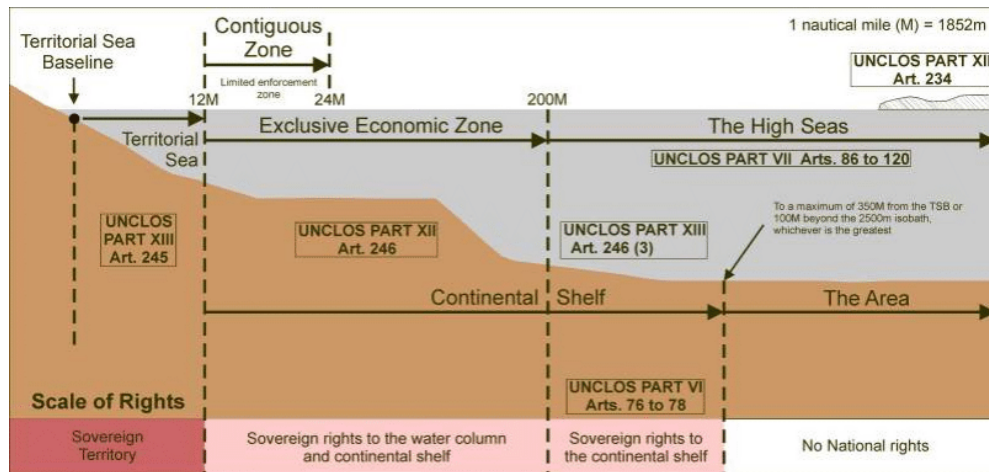 Contiguous
Zone
1 nautical mile (M) = 1852m
Territorial Sea
Baseline
Limited enforcement
zone
UNCLOS PART XII
Art. 234
12M
24M
200M
Territorial
Sea
Exclusive Economic Zone
The High Seas
UNCLOS PART VII Arts. 86 to 120
To a maximum of 350M from the TSB or
100M beyond the 2500m isobath,
whichever is the greatest
UNCLOS
PART XIII
Art. 245
UNCLOS PART XII
Art. 246
UNCLOS PART XIII
Art. 246 (3)
Continental Shelf
The Area
UNCLOS PART VI
Arts. 76 to 78
Scale of Rights
Sovereign
Territory
Sovereign rights to the water column
and continental shelf
Sovereign rights to
the continental shelf
No National rights